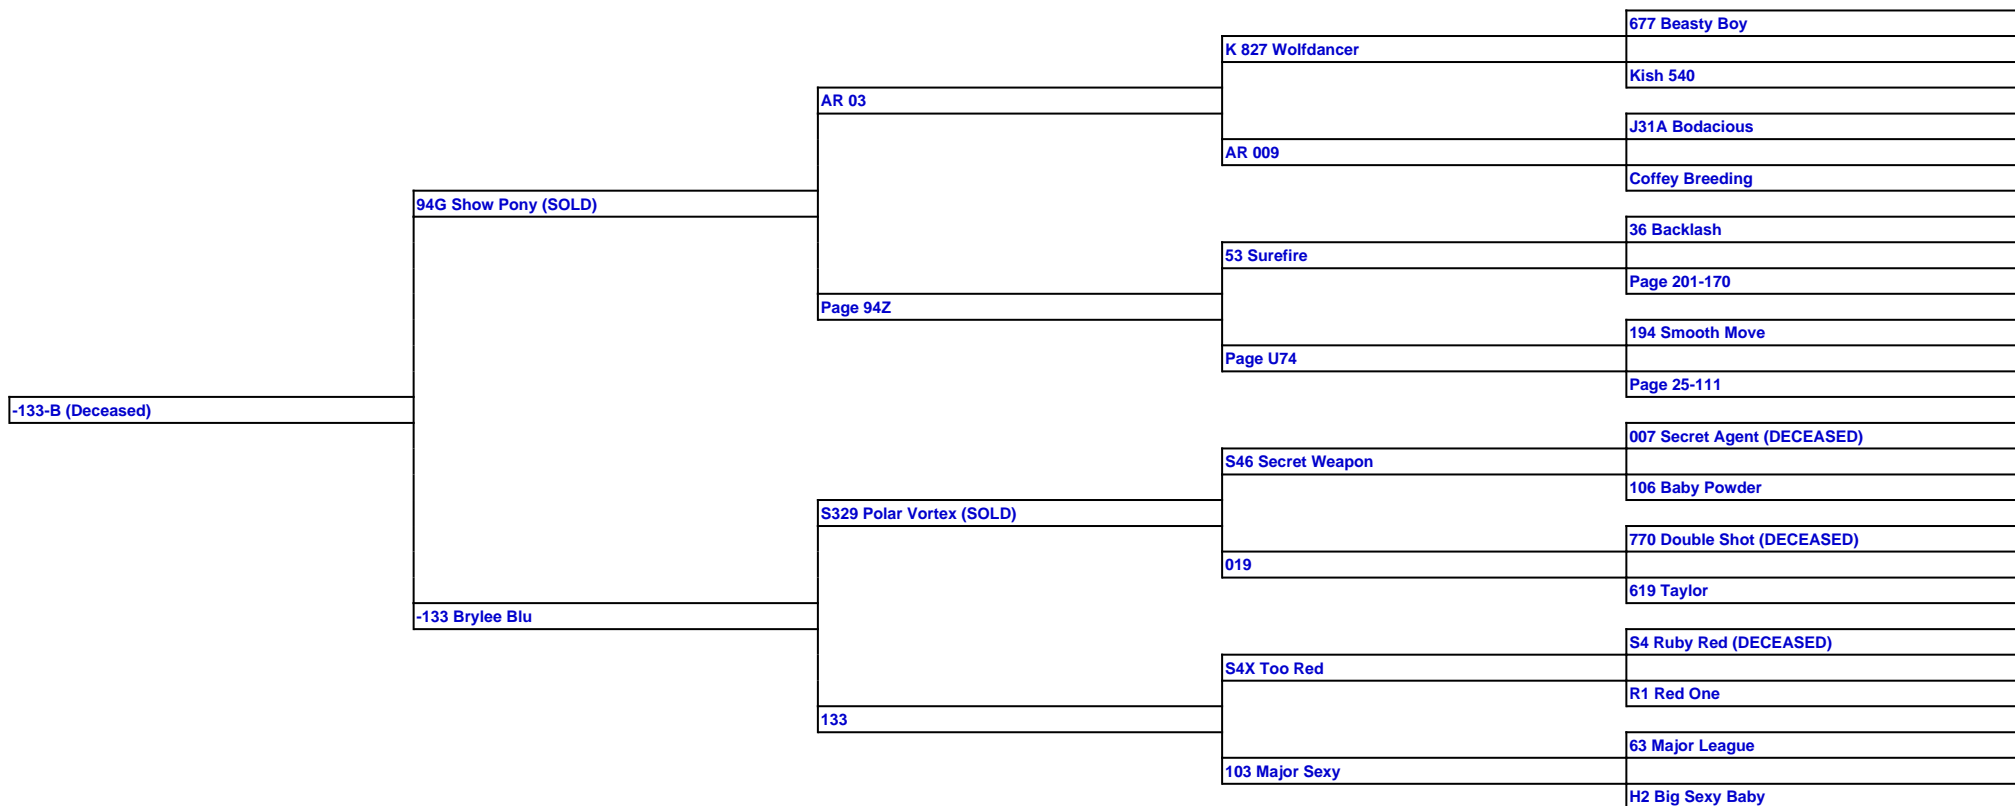 677 Beasty Boy
K 827 Wolfdancer
Kish 540
AR 03
J31A Bodacious
AR 009
Coffey Breeding
94G Show Pony (SOLD)
36 Backlash
53 Surefire
Page 201-170
Page 94Z
194 Smooth Move
Page U74
Page 25-111
-133-B (Deceased)
007 Secret Agent (DECEASED)
S46 Secret Weapon
106 Baby Powder
S329 Polar Vortex (SOLD)
770 Double Shot (DECEASED)
019
619 Taylor
-133 Brylee Blu
S4 Ruby Red (DECEASED)
S4X Too Red
R1 Red One
133
63 Major League
103 Major Sexy
H2 Big Sexy Baby